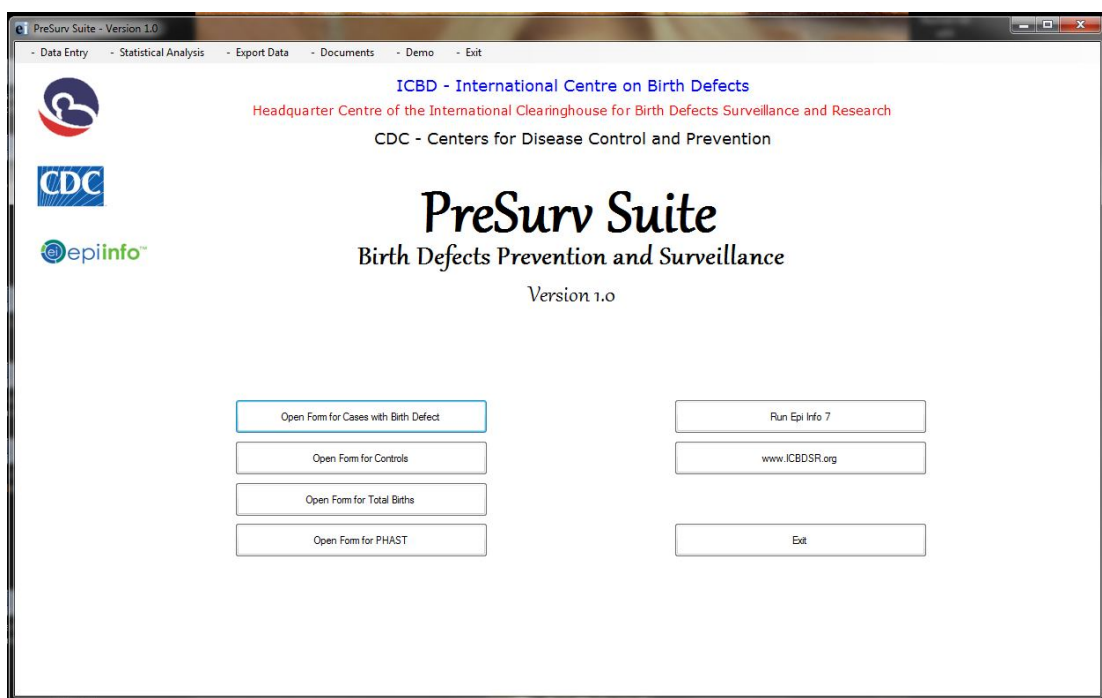 PreSurv Suite - Version 1.0
- Data Entry - Statistical Analysis - Export Data - Documents - Demo - Exit
ICBD - International Centre on Birth Defects
Headquarter Centre of the International Clearinghouse for Birth Defects Surveillance and Research
CDC - Centers for Disease Control and Prevention
CDC
ei epiinfo™
PreSurv Suite
Birth Defects Prevention and Surveillance
Version 1.0
Open Form for Cases with Birth Defect
Open Form for Controls
Open Form for Total Births
Open Form for PHAST
Run Epi Info 7
www.ICBDSR.org
Exit